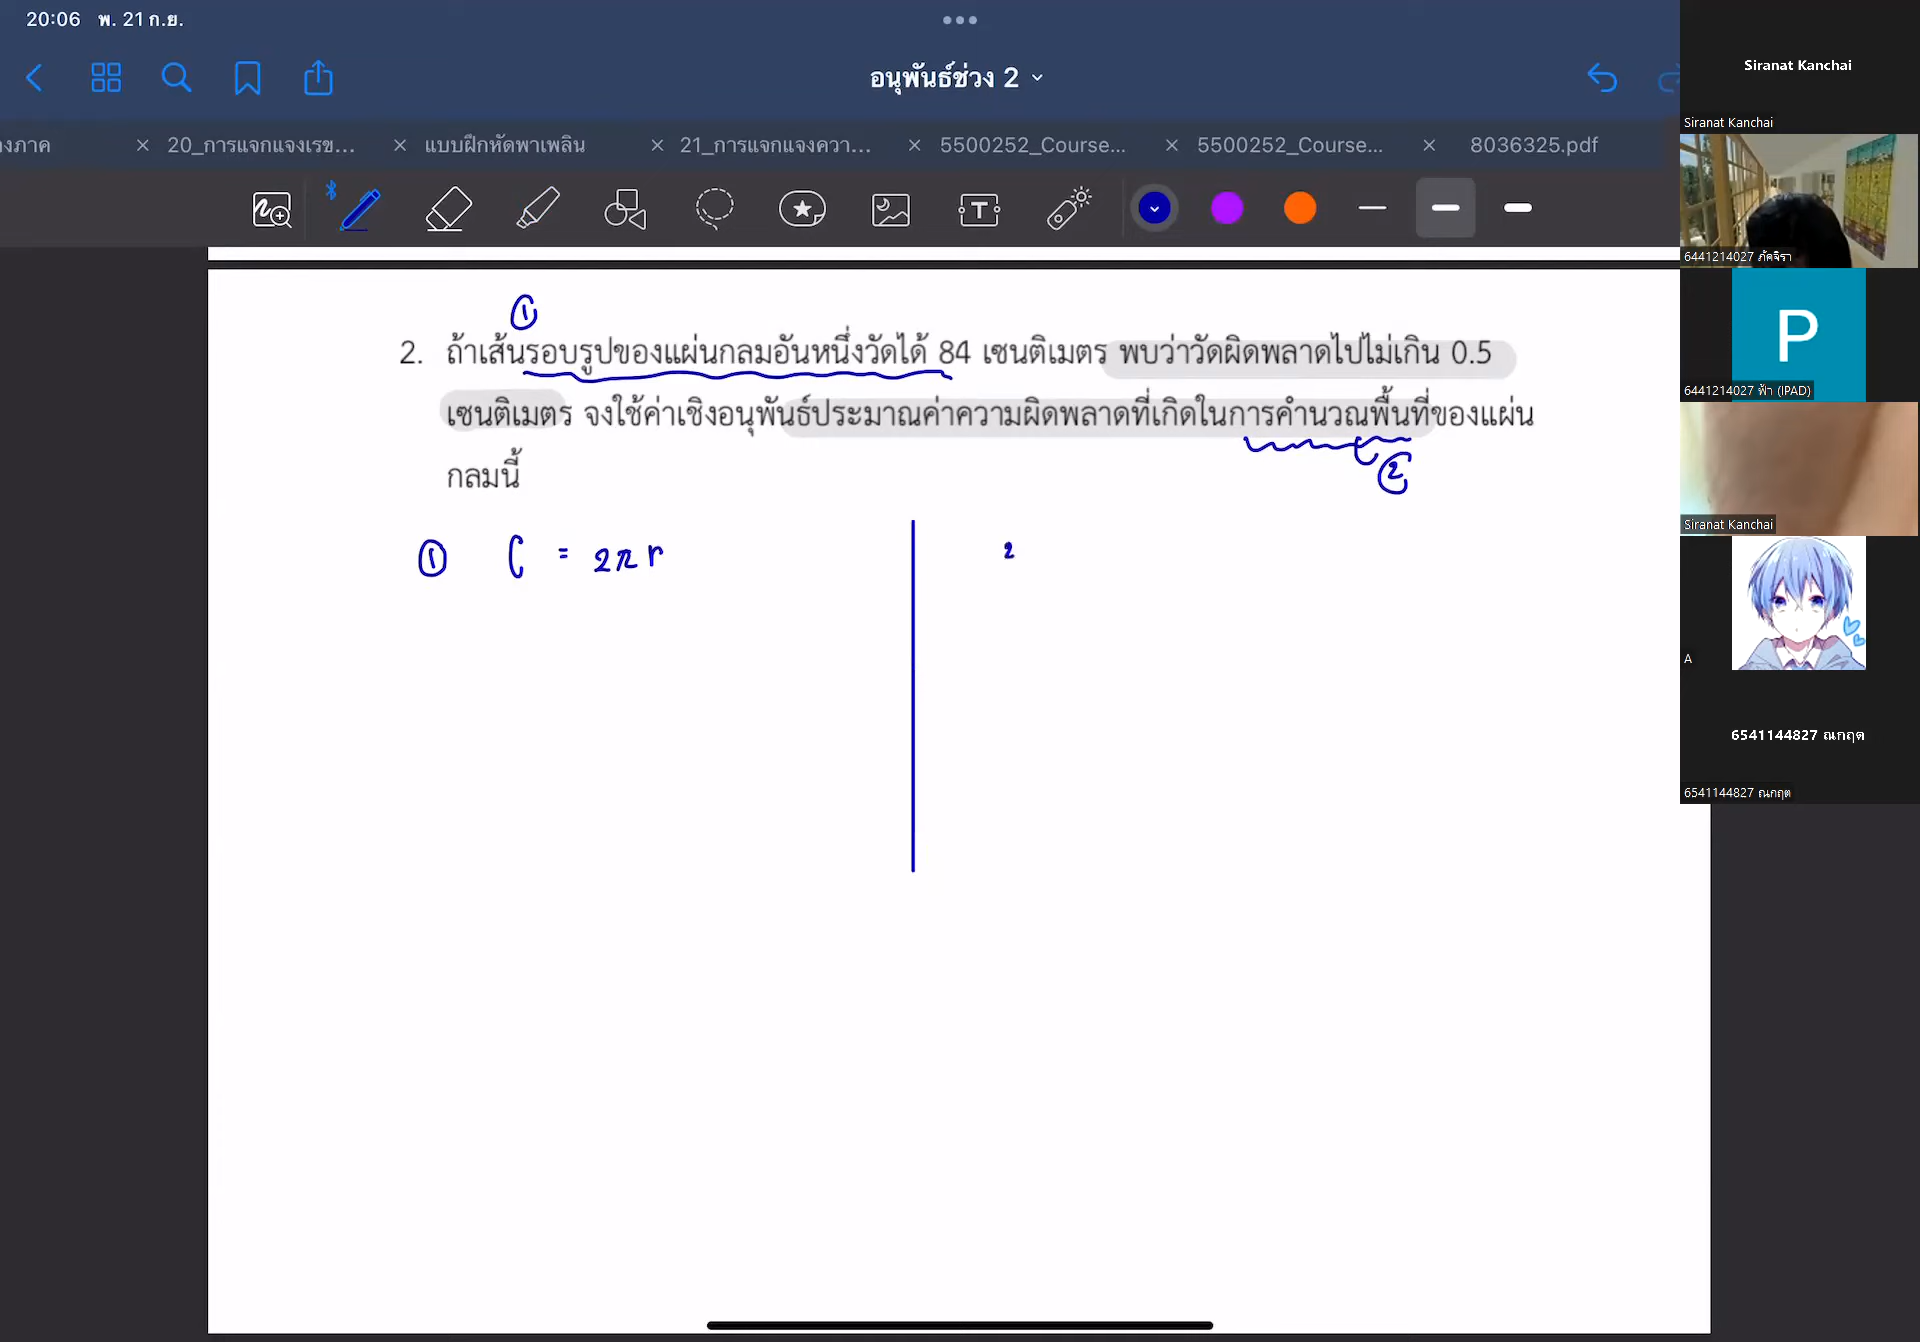 20:06 พ. 21 ก.ย.
อนุพันธ์ช่วง 2
20_การแจกแจงเรข... แบบฝึกหัดพาเพลิน 21_การแจกแจงควา... 5500252_Course... 5500252_Course... 8036325.pdf
①
2. ถ้าเส้นรอบรูปของแผ่นกลมอันหนึ่งวัดได้ 84 เซนติเมตร พบว่าวัดผิดพลาดไปไม่เกิน 0.5
เซนติเมตร จงใช้ค่าเชิงอนุพันธ์ประมาณค่าความผิดพลาดที่เกิดในการคำนวณพื้นที่ของแผ่น
②
กลมนี้
① C = 2πr
2
Siranat Kanchai
Siranat Kanchai
6441214027 ภัคจิรา
P
6441214027 ฟ้า (IPAD)
Siranat Kanchai
A
6541144827 ณกฤต
6541144827 ณกฤต